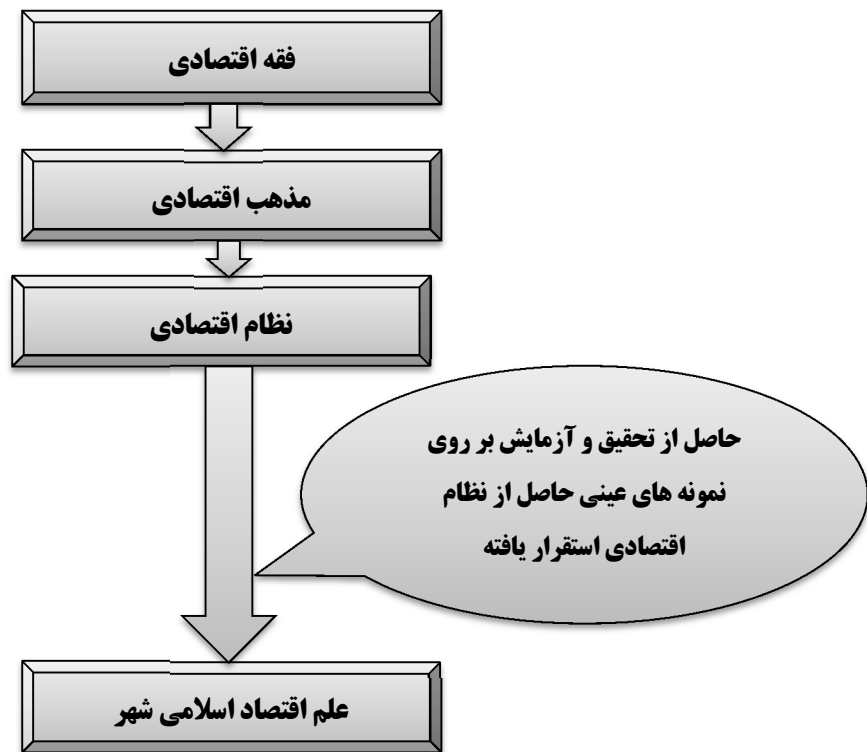 فقه اقتصادی
مذهب اقتصادی
نظام اقتصادی
حاصل از تحقیق و آزمایش بر روی
نمونه های عینی حاصل از نظام
اقتصادی استقرار یافته
علم اقتصاد اسلامی شهر